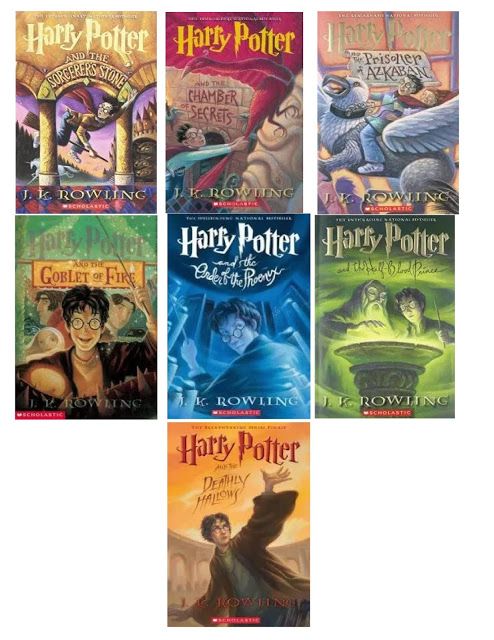 Harry Potter
AND THE
SORCERER'S STONE
J. K. ROWLING
SCHOLASTIC
Harry Potter
AND THE
CHAMBER OF
SECRETS
J. K. ROWLING
SCHOLASTIC
Harry Potter
AND THE
Prisoner
of
AZKABAN
J. K. ROWLING
SCHOLASTIC
Harry Potter
AND THE
GOBLET OF FIRE
J. K. ROWLING
SCHOLASTIC
Harry Potter
and the
Order of the Phoenix
J. K. ROWLING
SCHOLASTIC
Harry Potter
and the Half-Blood Prince
J. K. ROWLING
SCHOLASTIC
Harry Potter
AND THE
DEATHLY
HALLOWS
J. K. ROWLING
SCHOLASTIC